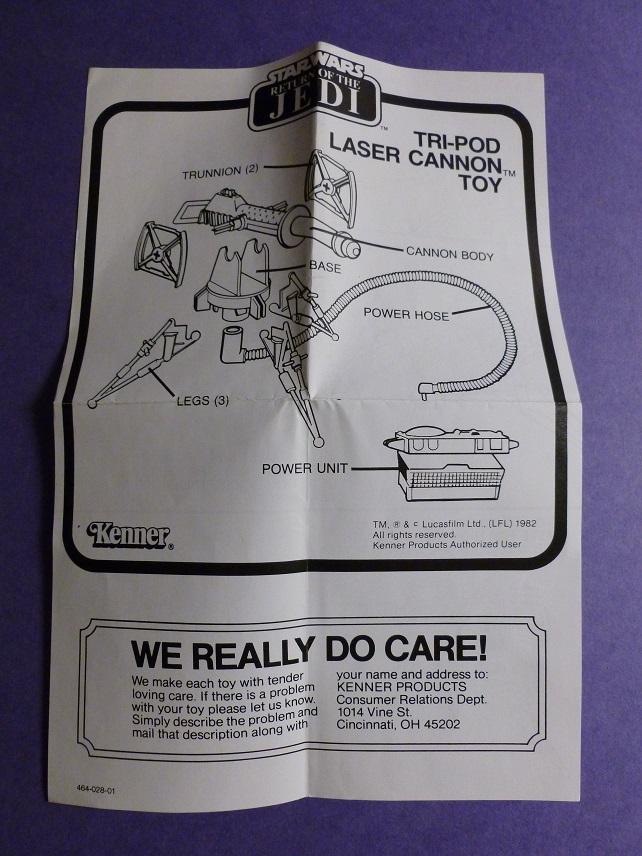 STAR WARS
RETURN OF THE
JEDI
™
TRI-POD
LASER CANNON™
TOY
TRUNNION (2)
CANNON BODY
BASE
POWER HOSE
LEGS (3)
POWER UNIT
Kenner®
TM, ® & © Lucasfilm Ltd., (LFL) 1982
All rights reserved.
Kenner Products Authorized User
WE REALLY DO CARE!
We make each toy with tender
loving care. If there is a problem
with your toy please let us know.
Simply describe the problem and
mail that description along with
your name and address to:
KENNER PRODUCTS
Consumer Relations Dept.
1014 Vine St.
Cincinnati, OH 45202
464-028-01